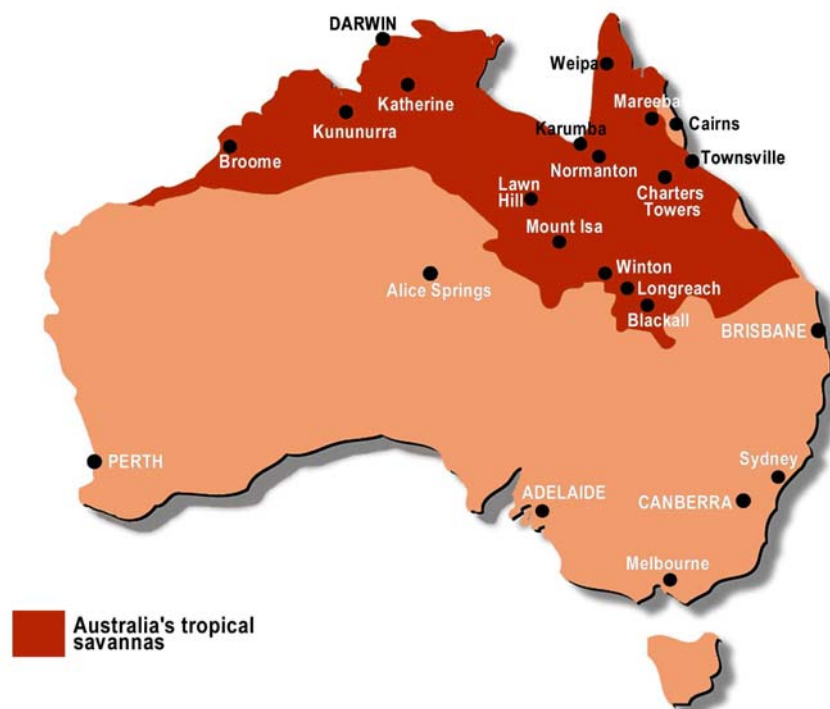 DARWIN
Weipa
Katherine
Mareeba
Kununurra
Cairns
Karumba
Broome
Normanton
Townsville
Lawn
Hill
Charters
Towers
Mount Isa
Winton
Alice Springs
Longreach
Blackall
BRISBANE
PERTH
Sydney
ADELAIDE
CANBERRA
Melbourne
Australia's tropical
savannas